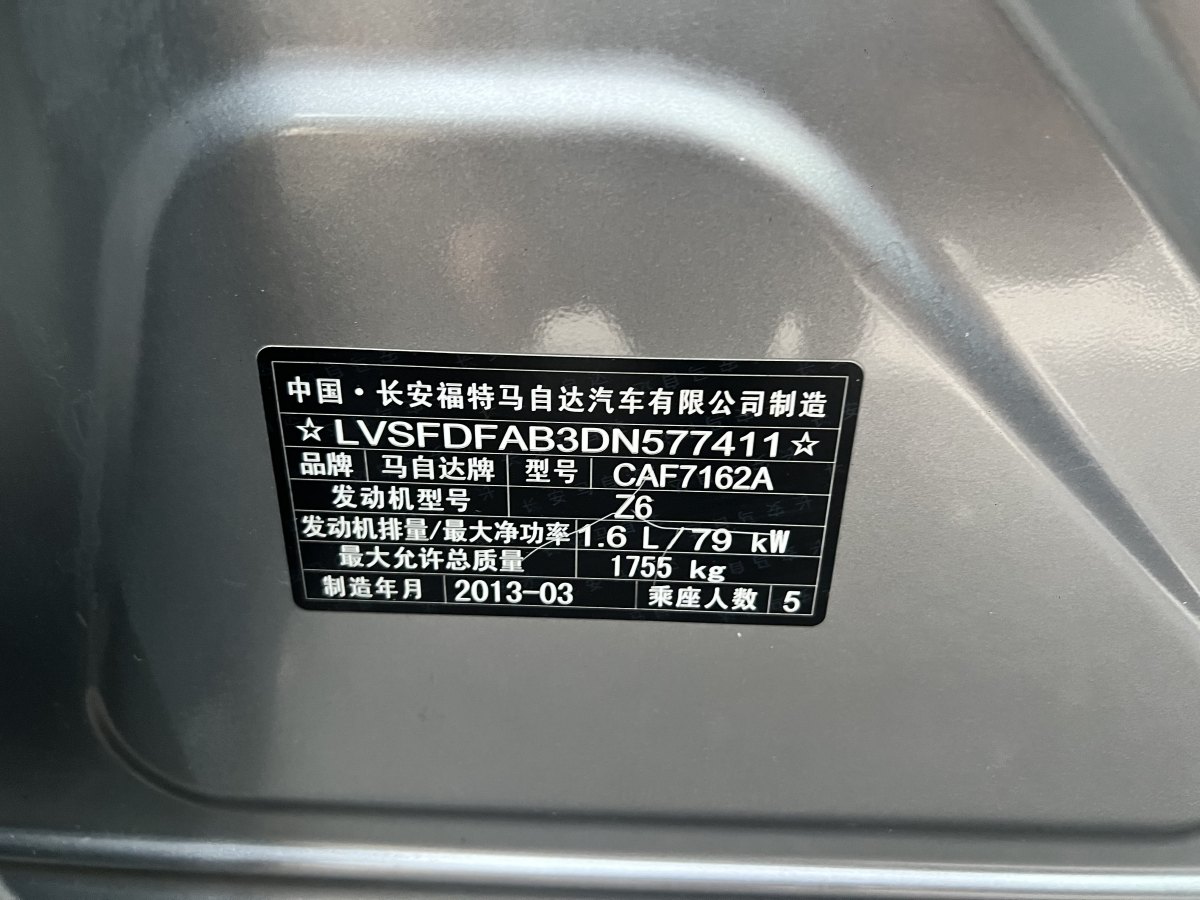 中国·长安福特马自达汽车有限公司制造
☆LVSFDFAB3DN577411☆
品牌 马自达牌 型号 CAF7162A
发动机型号 Z6
发动机排量/最大净功率 1.6 L/79 kW
最大允许总质量 1755 kg
制造年月 2013-03 乘座人数 5